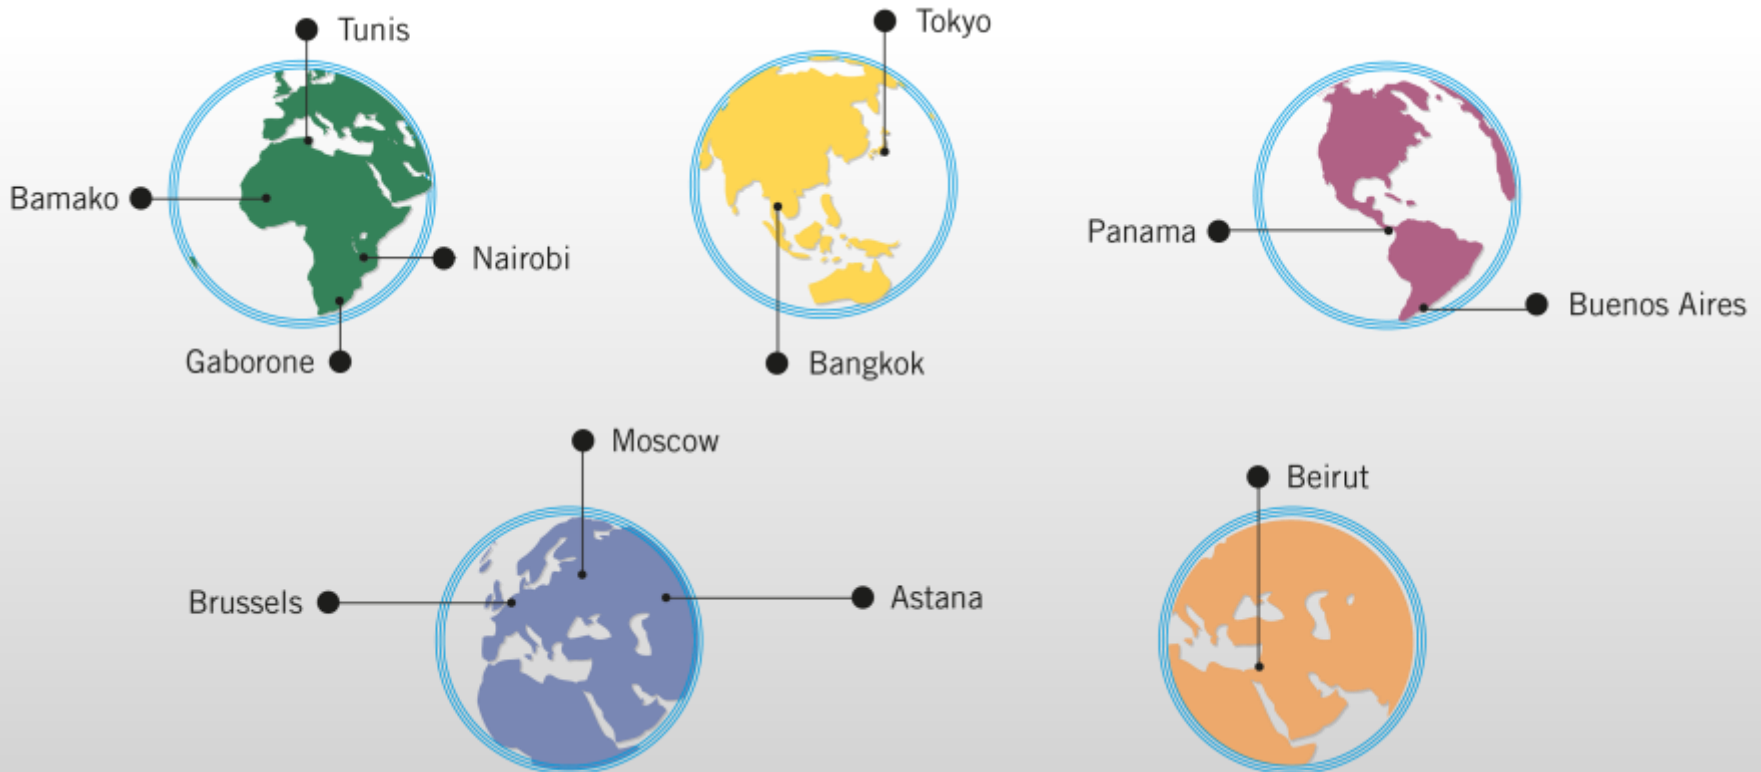 Tunis
Bamako
Nairobi
Gaborone
Tokyo
Bangkok
Panama
Buenos Aires
Moscow
Brussels
Astana
Beirut